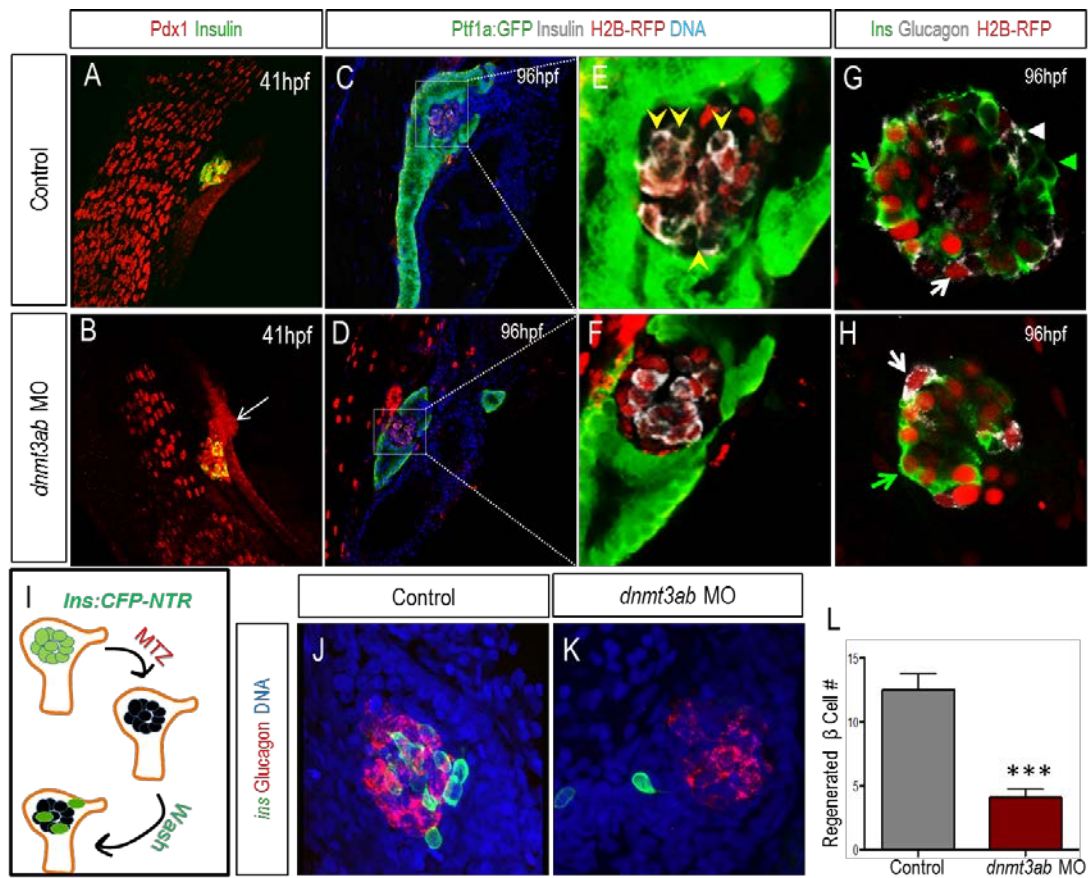 Pdx1 Insulin
Ptf1a:GFP Insulin H2B-RFP DNA
Ins Glucagon H2B-RFP
Control
A
41hpf
C
96hpf
E
G
96hpf
dnmt3ab MO
B
41hpf
D
96hpf
F
H
96hpf
I
Ins:CFP-NTR
MTZ
Wash
Control
dnmt3ab MO
ins Glucagon DNA
J
K
L
Regenerated β Cell #
15
10
5
0
***
Control
dnmt3ab MO